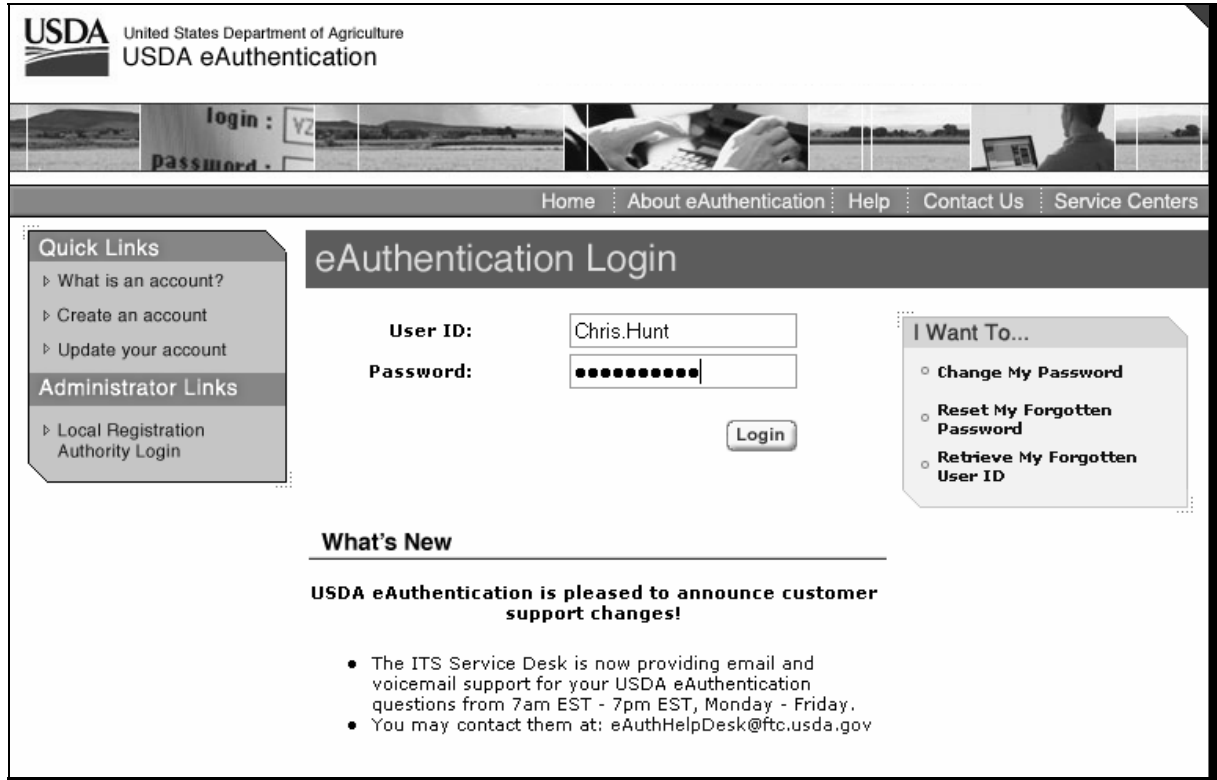 USDA
United States Department of Agriculture
USDA eAuthentication
login :
password :
Home
About eAuthentication
Help
Contact Us
Service Centers
Quick Links
What is an account?
Create an account
Update your account
Administrator Links
Local Registration
Authority Login
eAuthentication Login
User ID:
Chris.Hunt
Password:
●●●●●●●●●●
Login
I Want To...
Change My Password
Reset My Forgotten
Password
Retrieve My Forgotten
User ID
What's New
USDA eAuthentication is pleased to announce customer
support changes!
● The ITS Service Desk is now providing email and
voicemail support for your USDA eAuthentication
questions from 7am EST - 7pm EST, Monday - Friday.
● You may contact them at: eAuthHelpDesk@ftc.usda.gov